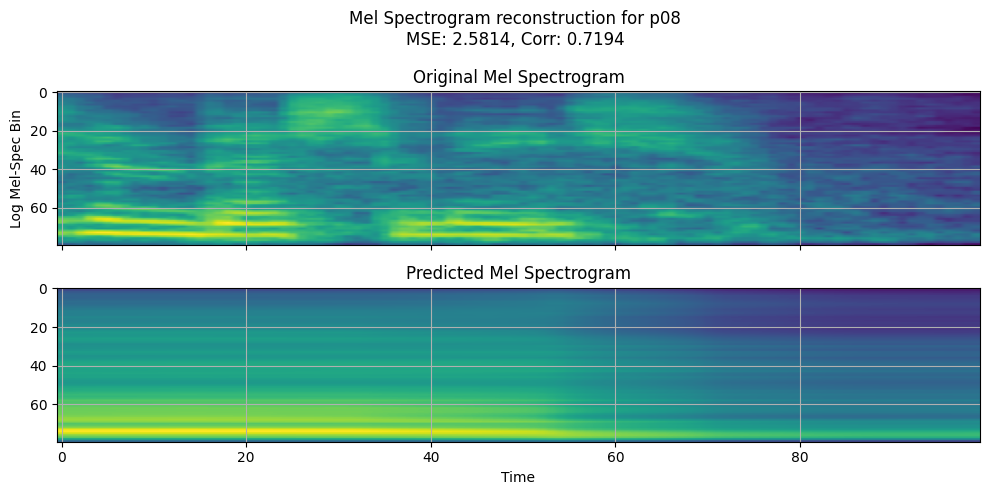 Mel Spectrogram reconstruction for p08
MSE: 2.5814, Corr: 0.7194
Original Mel Spectrogram
0
20
40
60
Log Mel-Spec Bin
Predicted Mel Spectrogram
0
20
40
60
0 20 40 60 80
Time